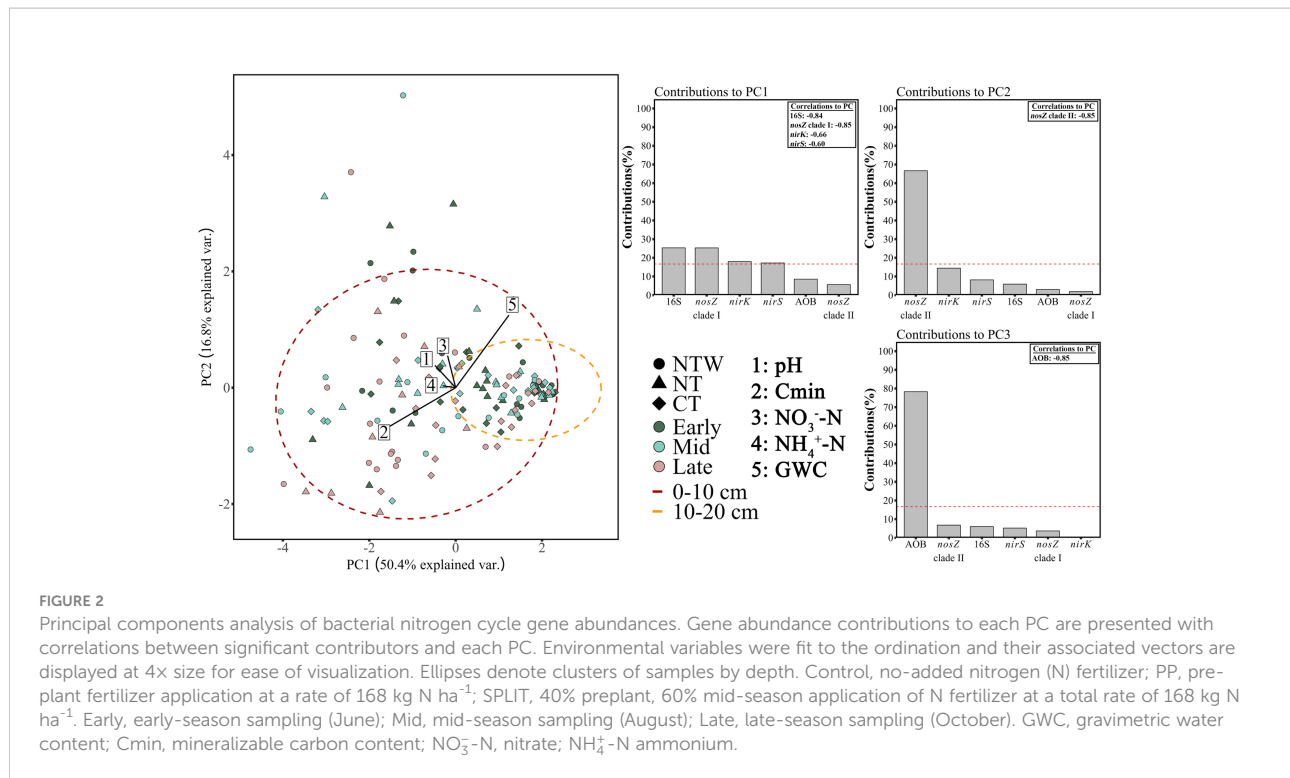 4
2
0
-2
-4
-2
0
2
PC2 (16.8% explained var.)
PC1 (50.4% explained var.)
1
2
3
4
5
NTW
NT
CT
Early
Mid
Late
0-10 cm
10-20 cm
1: pH
2: Cmin
3: NO₃⁻-N
4: NH₄⁺-N
5: GWC
Contributions to PC1
Contributions(%)
100
90
80
70
60
50
40
30
20
10
0
Correlations to PC
16S: -0.84
nosZ clade I: -0.85
nirK: -0.66
nirS: -0.60
16S nosZ nirK nirS AOB nosZ
clade I clade II
Contributions to PC2
Contributions(%)
100
90
80
70
60
50
40
30
20
10
0
Correlations to PC
nosZ clade II: -0.85
nosZ nirK nirS 16S AOB nosZ
clade II clade I
Contributions to PC3
Contributions(%)
100
90
80
70
60
50
40
30
20
10
0
Correlations to PC
AOB: -0.85
AOB nosZ 16S nirS nosZ nirK
clade II clade I
FIGURE 2
Principal components analysis of bacterial nitrogen cycle gene abundances. Gene abundance contributions to each PC are presented with
correlations between significant contributors and each PC. Environmental variables were fit to the ordination and their associated vectors are
displayed at 4× size for ease of visualization. Ellipses denote clusters of samples by depth. Control, no-added nitrogen (N) fertilizer; PP, pre-
plant fertilizer application at a rate of 168 kg N ha⁻¹; SPLIT, 40% preplant, 60% mid-season application of N fertilizer at a total rate of 168 kg N
ha⁻¹. Early, early-season sampling (June); Mid, mid-season sampling (August); Late, late-season sampling (October). GWC, gravimetric water
content; Cmin, mineralizable carbon content; NO₃⁻-N, nitrate; NH₄⁺-N ammonium.